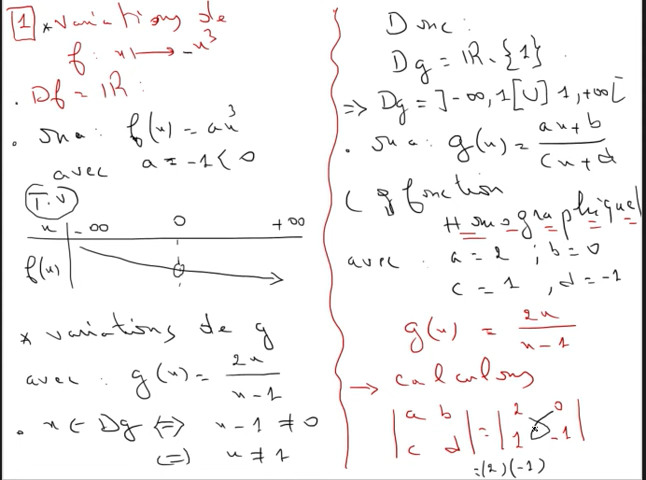 1 * Variations de
f: x ⟼ -x³
. Df = IR :
. on a : f(x) = ax³
avec a = -1 < 0
T.V
x | -∞ 0 +∞
f(x) 0
* variations de g
avec : g(x) = 2x/(x-1)
. x ∈ Dg ⟺ x-1 ≠ 0
⟺ x ≠ 1
Donc :
Dg = IR - {1}
⟹ Dg = ]-∞, 1[ U ]1, +∞[
. on a : g(x) = (ax+b)/(cx+d)
( g fonction
Homographique)
avec : a = 2 ; b = 0
c = 1 , d = -1
g(x) = 2x/(x-1)
→ calculons
|a b| = |2 0|
|c d| |1 -1|
= (2)(-1)